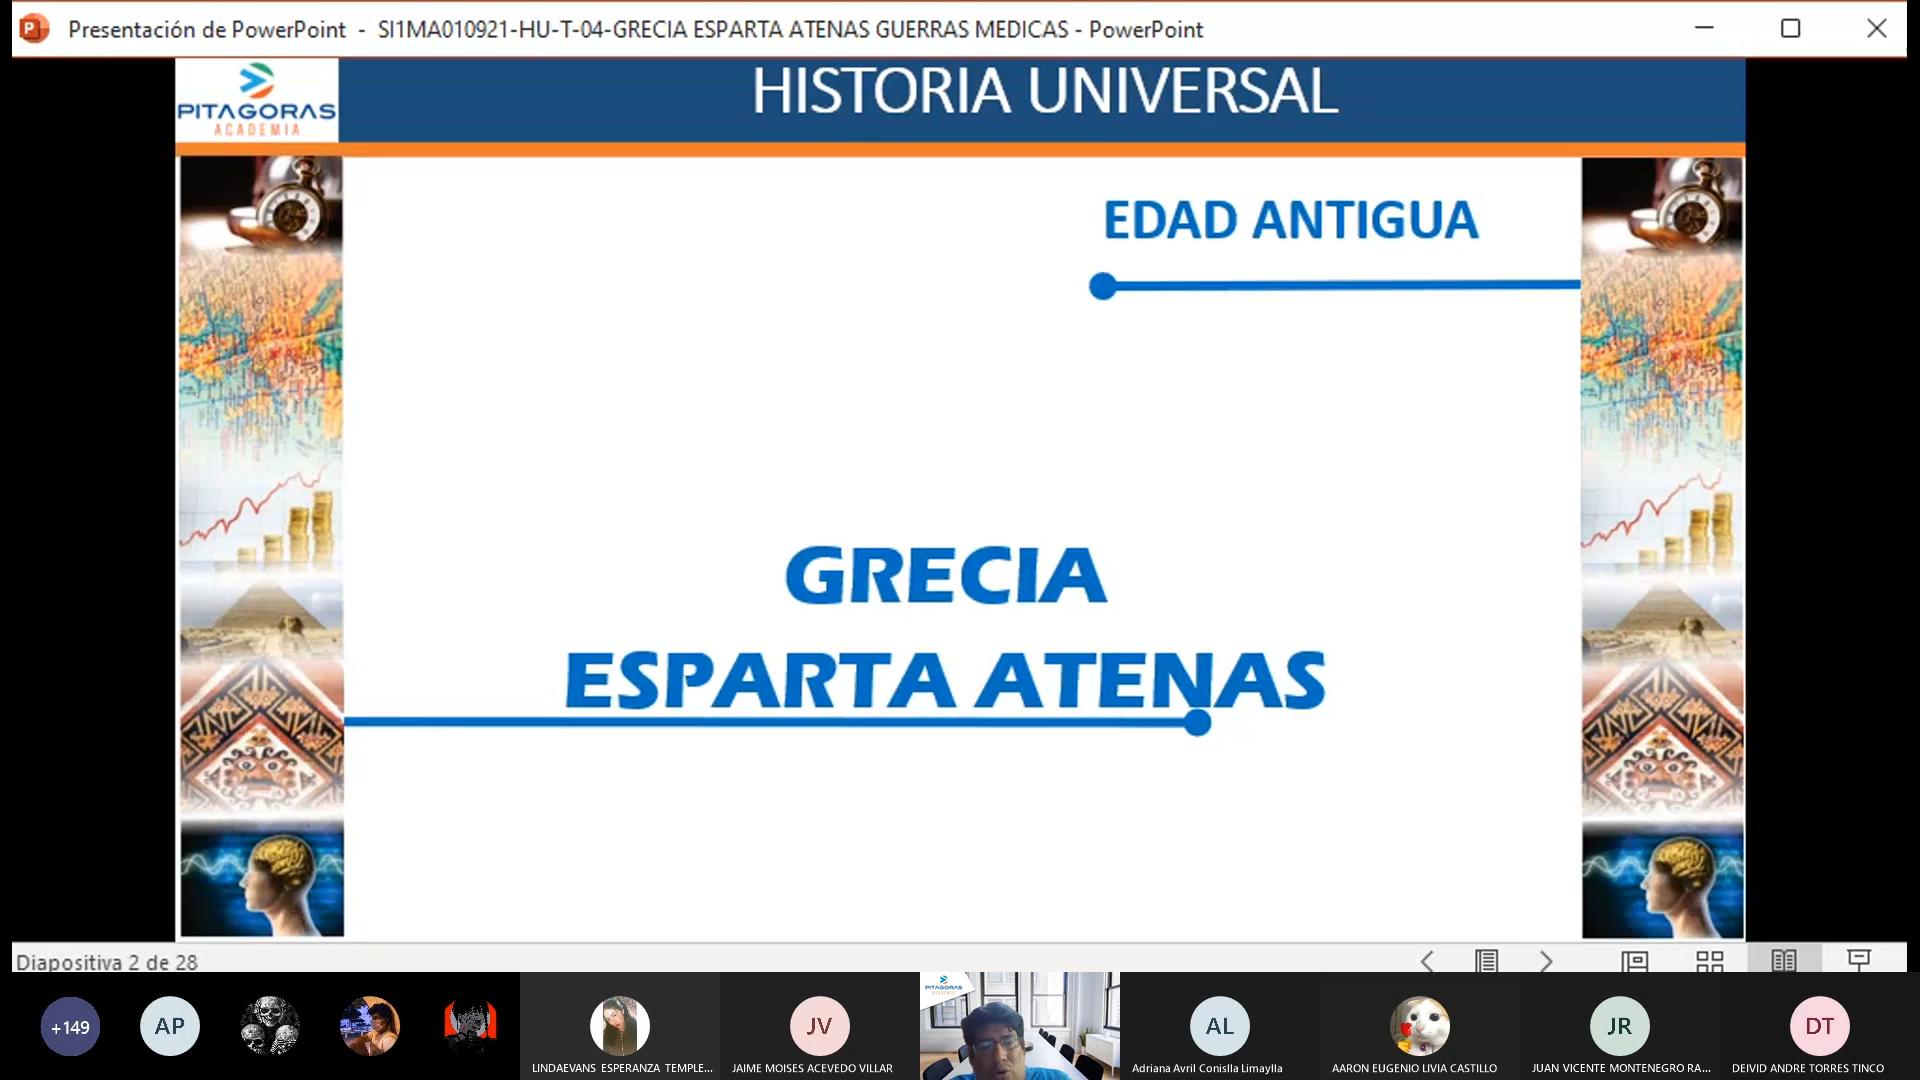 Presentación de PowerPoint - SI1MA010921-HU-T-04-GRECIA ESPARTA ATENAS GUERRAS MEDICAS - PowerPoint
PITAGORAS
ACADEMIA
HISTORIA UNIVERSAL
EDAD ANTIGUA
GRECIA
ESPARTA ATENAS
Diapositiva 2 de 28
+149
AP
JV
PITAGORAS
AL
JR
DT
LINDAEVANS ESPERANZA TEMPLE...
JAIME MOISES ACEVEDO VILLAR
Adriana Avril Conislla Limaylla
AARON EUGENIO LIVIA CASTILLO
JUAN VICENTE MONTENEGRO RA...
DEIVID ANDRE TORRES TINCO